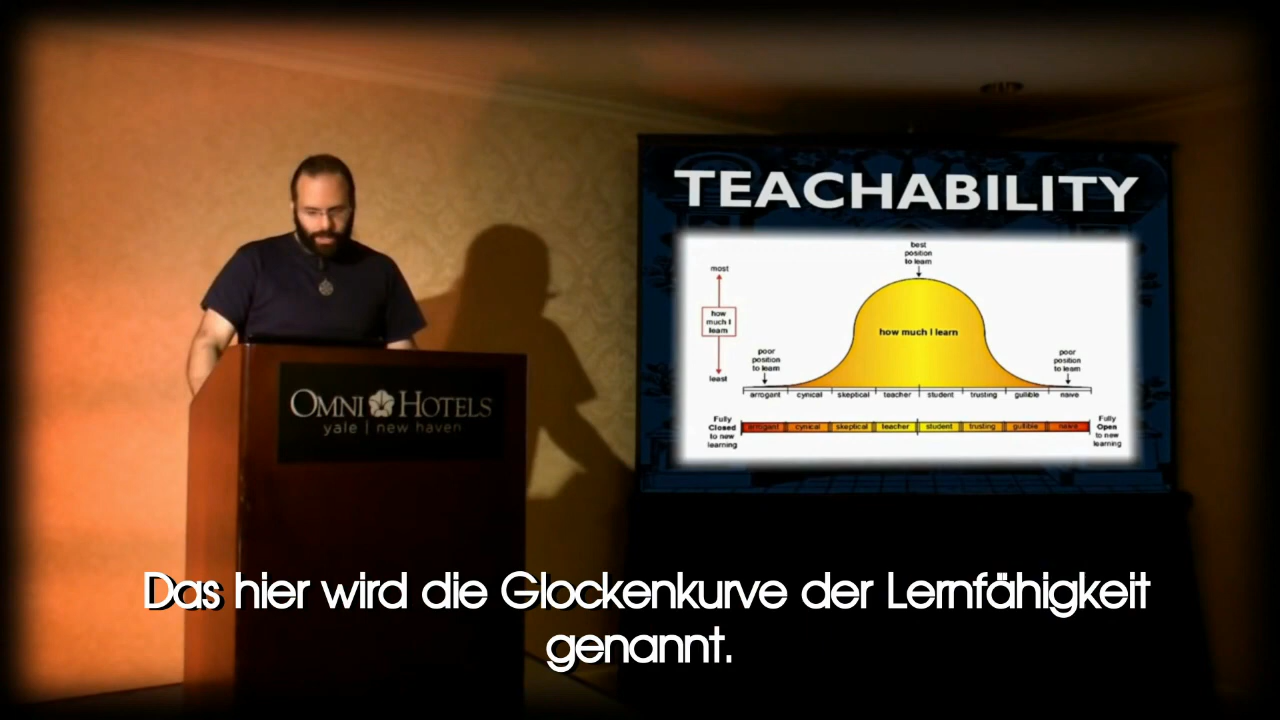 TEACHABILITY
best
position
to learn
most
how
much I
learn
least
how much I learn
poor
position
to learn
poor
position
to learn
arrogant cynical skeptical teacher student trusting gullible naive
Fully
Closed
to new
learning
arrogant cynical skeptical teacher student trusting gullible naive
Fully
Open
to new
learning
OMNI HOTELS
yale | new haven
Das hier wird die Glockenkurve der Lernfähigkeit
genannt.